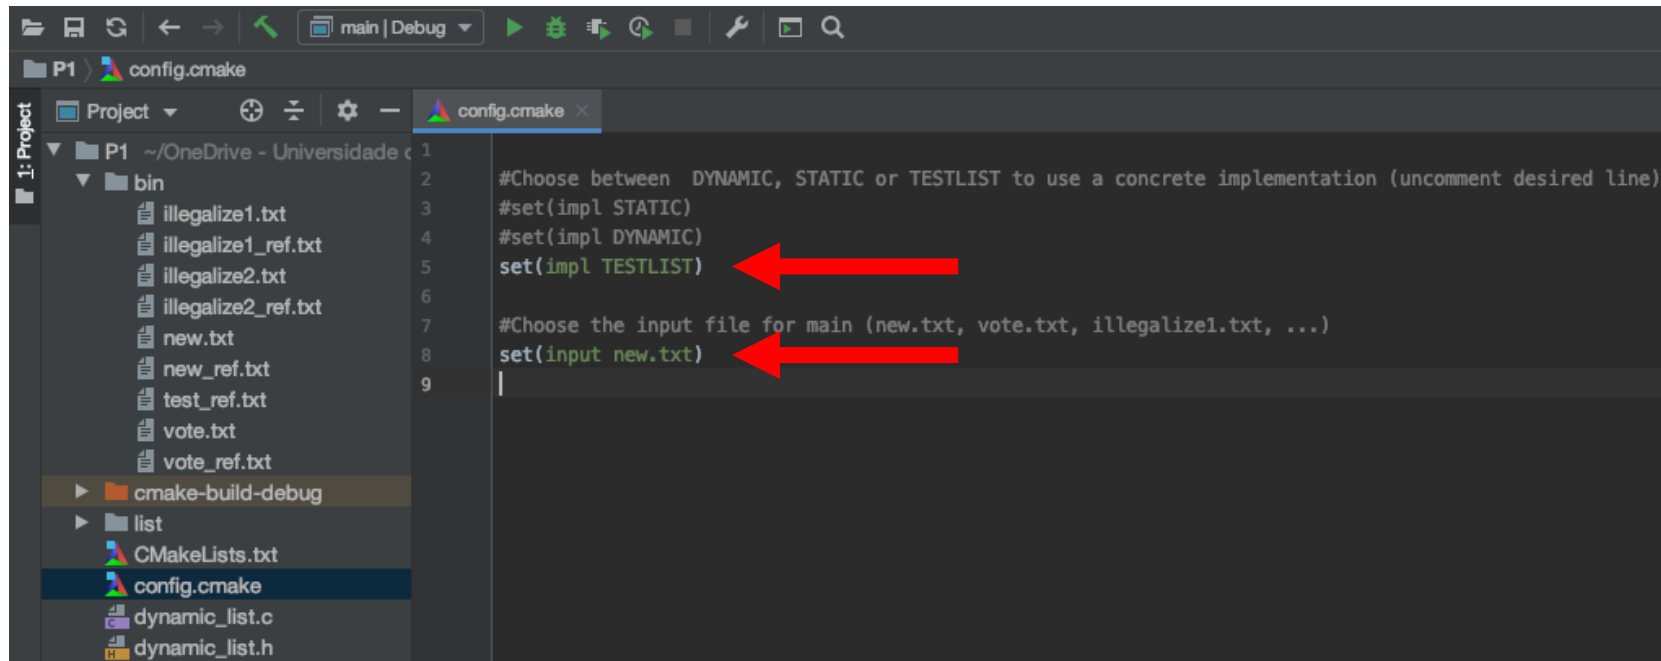 main | Debug
P1 config.cmake
1: Project
Project
config.cmake
P1 ~/OneDrive - Universidade
bin
illegalize1.txt
illegalize1_ref.txt
illegalize2.txt
illegalize2_ref.txt
new.txt
new_ref.txt
test_ref.txt
vote.txt
vote_ref.txt
cmake-build-debug
list
CMakeLists.txt
config.cmake
dynamic_list.c
dynamic_list.h
1
2 #Choose between  DYNAMIC, STATIC or TESTLIST to use a concrete implementation (uncomment desired line)
3 #set(impl STATIC)
4 #set(impl DYNAMIC)
5 set(impl TESTLIST)
6
7 #Choose the input file for main (new.txt, vote.txt, illegalize1.txt, ...)
8 set(input new.txt)
9